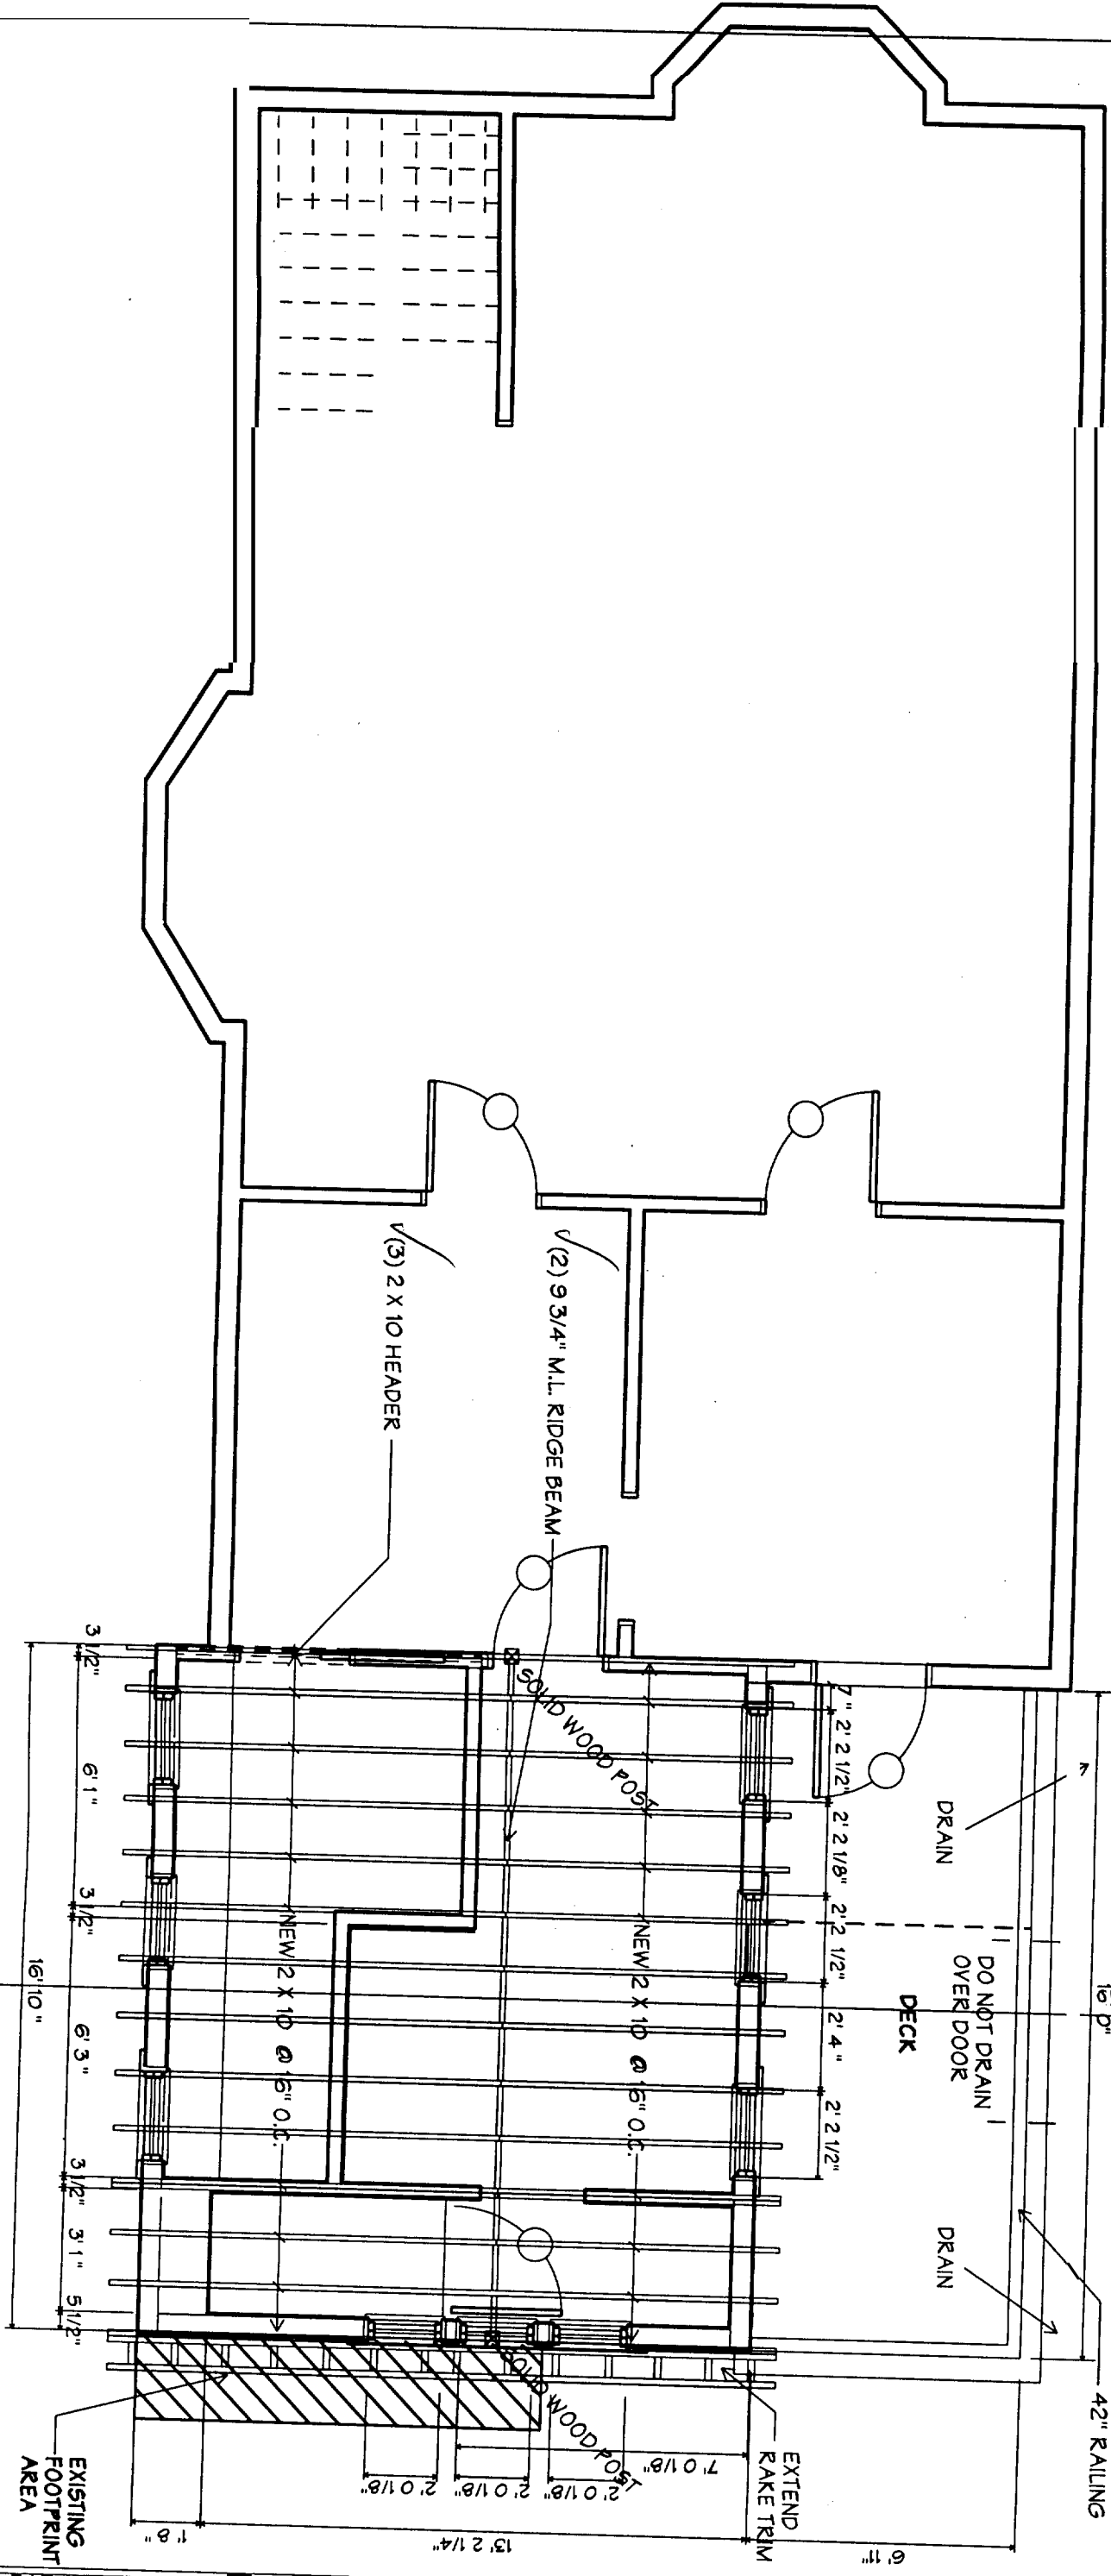 42" RAILING
16' 0"
DRAIN
DO NOT DRAIN
OVER DOOR
DECK
DRAIN
7"
2' 2 1/2"
2' 2 1/8"
2' 2 1/2"
2' 4"
2' 2 1/2"
6' 11"
EXTEND
RAKE TRIM
SOLID WOOD POST
(2) 9 3/4" M.L. RIDGE BEAM
(3) 2 X 10 HEADER
NEW 2 X 10 @ 16" O.C.
NEW 2 X 10 @ 16" O.C.
SOLID WOOD POST
7' 0 1/8"
2' 0 1/8"
2' 0 1/8"
2' 0 1/8"
13' 2 1/4"
1' 8"
3 1/2"
6' 1"
3 1/2"
6' 3"
3 1/2"
3' 1"
5 1/2"
16' 10"
EXISTING
FOOTPRINT
AREA